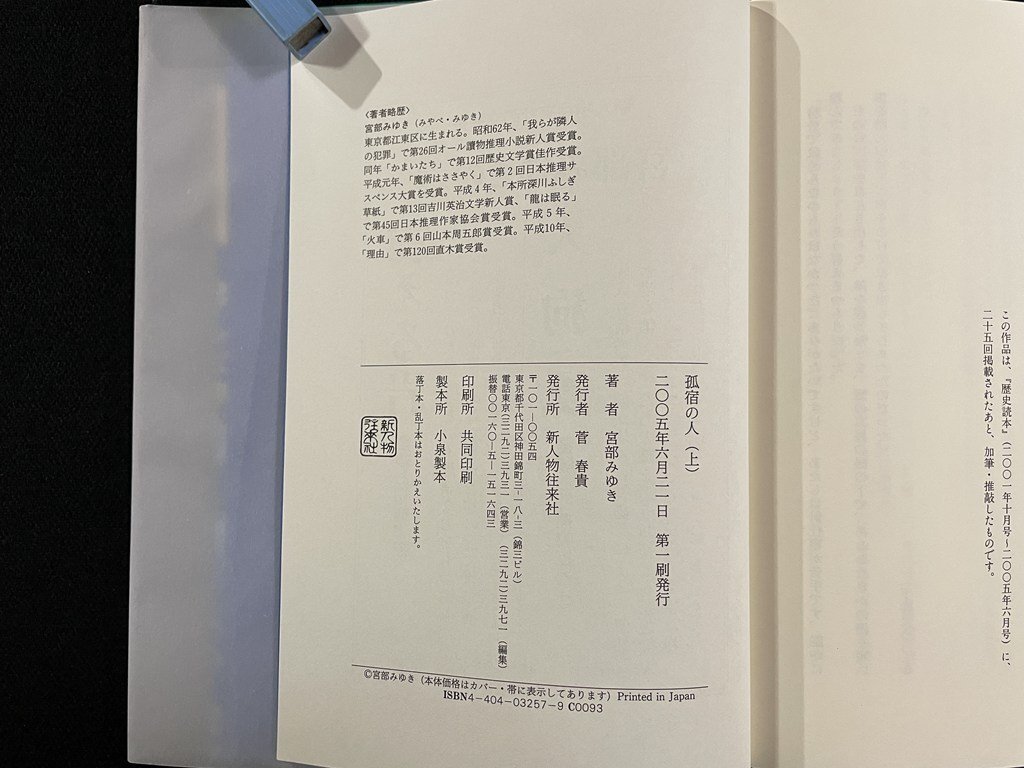 この作品は、『歴史読本』(二〇〇一年十月号〜二〇〇五年六月号)に、
二十五回掲載されたあと、加筆・推敲したものです。
〈著者略歴〉
宮部みゆき(みやべ・みゆき)
東京都江東区に生まれる。昭和62年、「我らが隣人
の犯罪」で第26回オール讀物推理小説新人賞受賞。
同年「かまいたち」で第12回歴史文学賞佳作受賞。
平成元年、「魔術はささやく」で第2回日本推理サ
スペンス大賞を受賞。平成4年、「本所深川ふしぎ
草紙」で第13回吉川英治文学新人賞、「龍は眠る」
で第45回日本推理作家協会賞受賞。平成5年、
「火車」で第6回山本周五郎賞受賞。平成10年、
「理由」で第120回直木賞受賞。
孤宿の人(上)
二〇〇五年六月二一日 第一刷発行
著 者 宮部みゆき
発行者 菅 春貴
発行所 新人物往来社
〒一〇一-〇〇五四
東京都千代田区神田錦町三-一八-三(錦三ビル)
電話東京(三二九二)三九三一(営業)(三二九二)三九七一(編集)
振替〇〇一六〇-五-一五一六四三
印刷所 共同印刷
製本所 小泉製本
落丁本・乱丁本はおとりかえいたします。
新人物
往来社
©宮部みゆき(本体価格はカバー・帯に表示してあります) Printed in Japan
ISBN4-404-03257-9 C0093